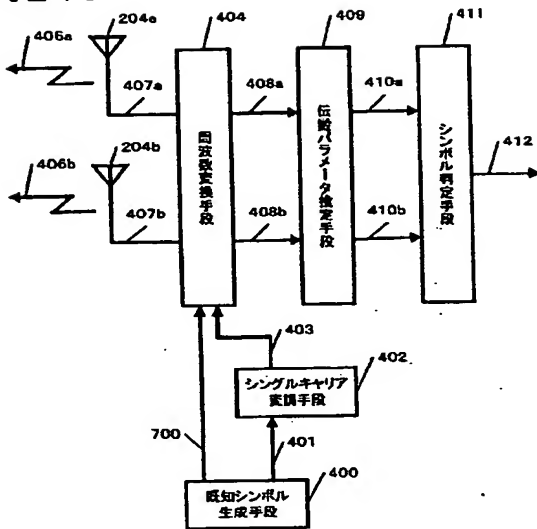 404
409
411
204a
406a
407a
408a
410a
412
204b
406b
407b
408b
410b
周波数変換手段
伝搬パラメータ推定手段
シンボル判定手段
403
402
シングルキャリア
変調手段
700
401
400
既知シンボル
生成手段